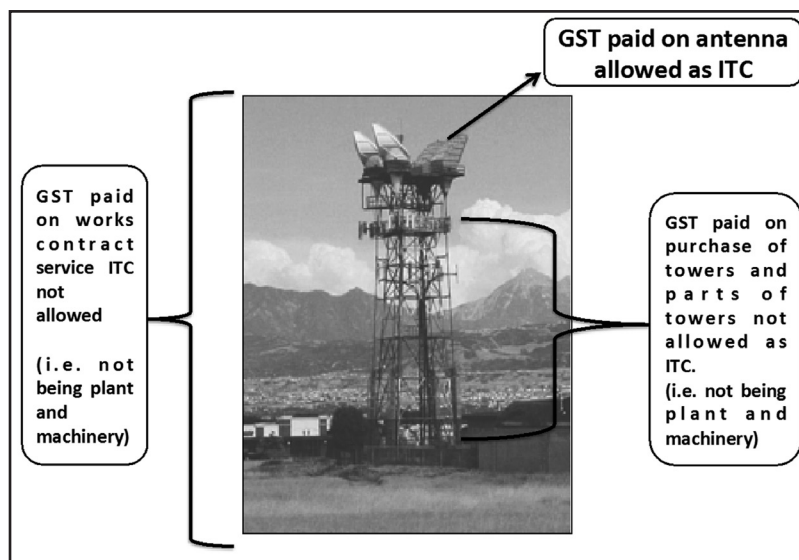 GST paid on antenna
allowed as ITC
GST paid
on works
contract
service ITC
not
allowed
(i.e. not
being plant
and
machinery)
GST paid on
purchase of
towers and
parts of
towers not
allowed as
ITC.
(i.e. not being
plant and
machinery)